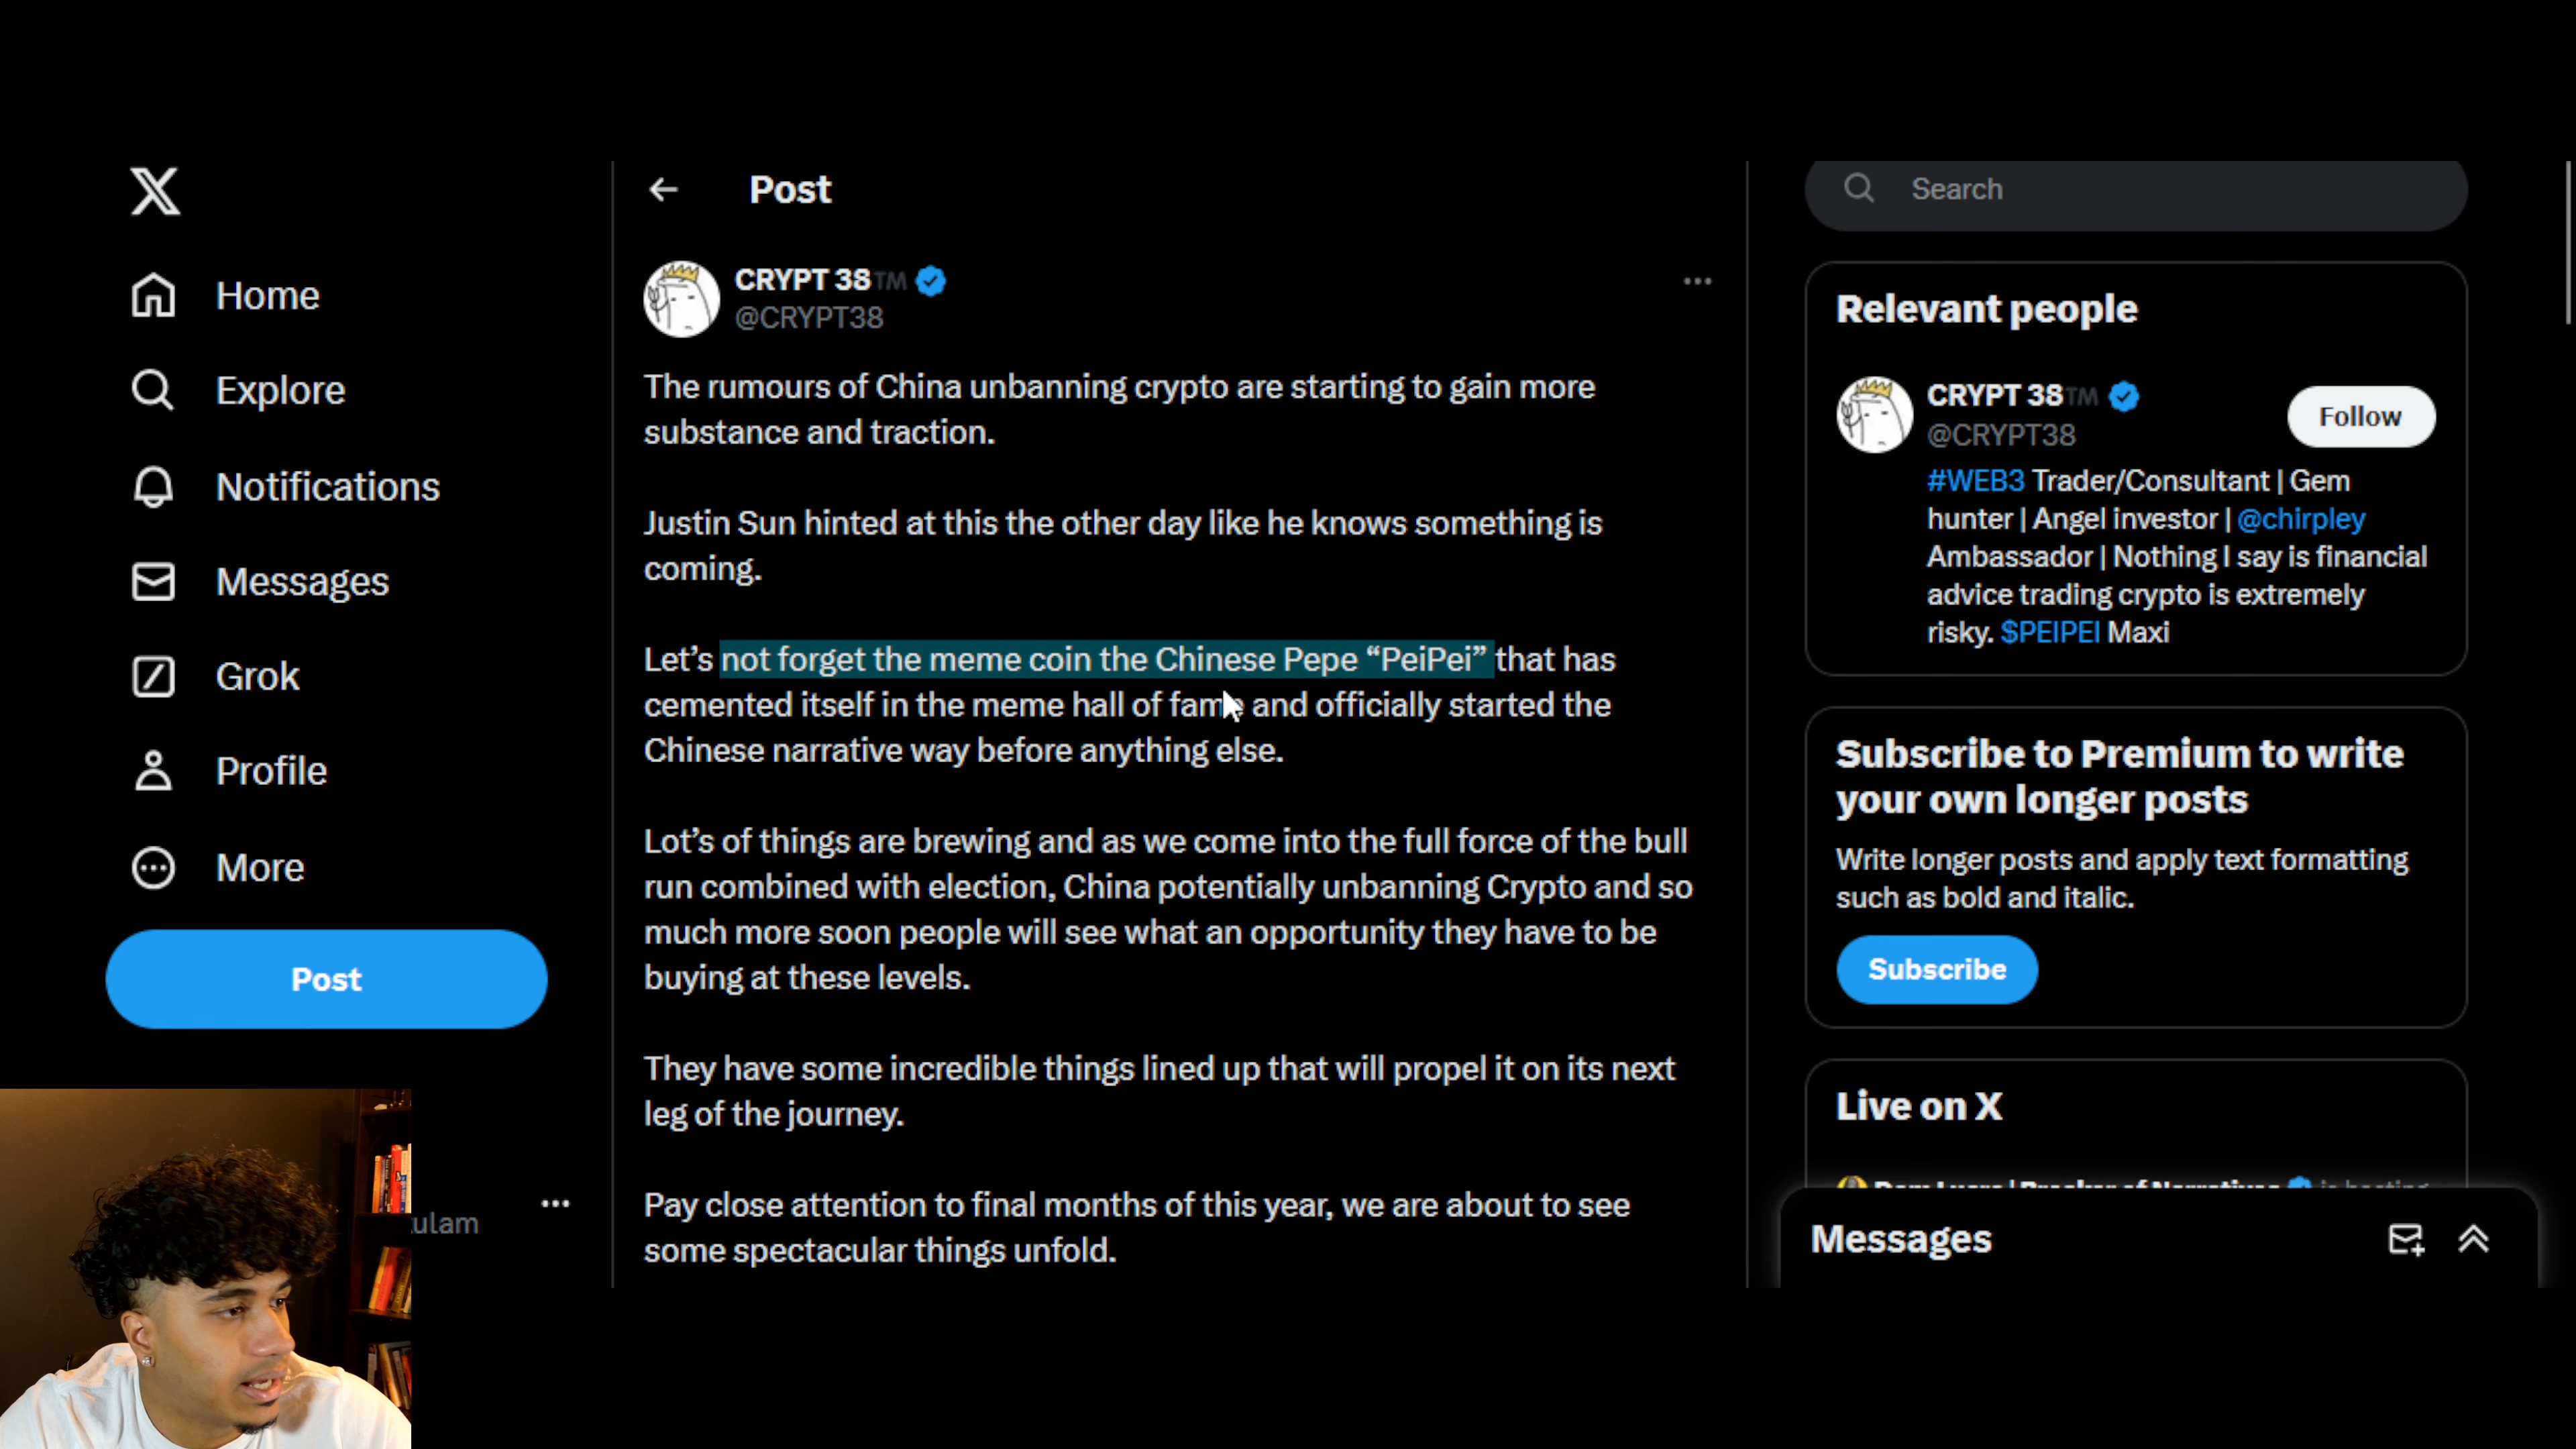 Home
Explore
Notifications
Messages
Grok
Profile
More
Post
ulam
Post
CRYPT 38™
@CRYPT38
The rumours of China unbanning crypto are starting to gain more
substance and traction.
Justin Sun hinted at this the other day like he knows something is
coming.
Let’s not forget the meme coin the Chinese Pepe “PeiPei” that has
cemented itself in the meme hall of fame and officially started the
Chinese narrative way before anything else.
Lot’s of things are brewing and as we come into the full force of the bull
run combined with election, China potentially unbanning Crypto and so
much more soon people will see what an opportunity they have to be
buying at these levels.
They have some incredible things lined up that will propel it on its next
leg of the journey.
Pay close attention to final months of this year, we are about to see
some spectacular things unfold.
Search
Relevant people
CRYPT 38™
@CRYPT38
Follow
#WEB3 Trader/Consultant | Gem
hunter | Angel investor | @chirpley
Ambassador | Nothing I say is financial
advice trading crypto is extremely
risky. $PEIPEI Maxi
Subscribe to Premium to write
your own longer posts
Write longer posts and apply text formatting
such as bold and italic.
Subscribe
Live on X
Messages